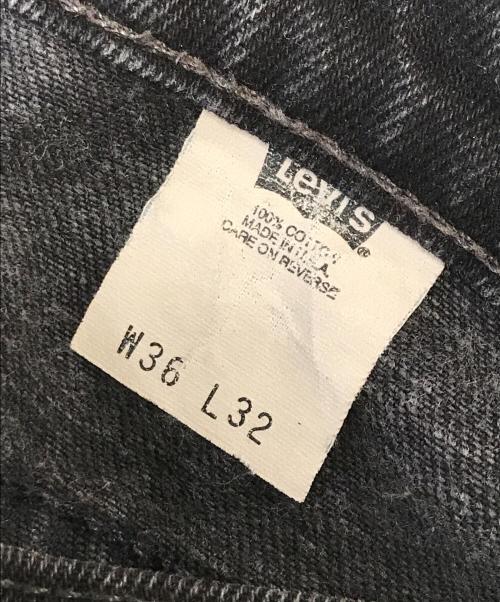 Levi's ®
100% COTTON
MADE IN U.S.A.
CARE ON REVERSE
W36 L32